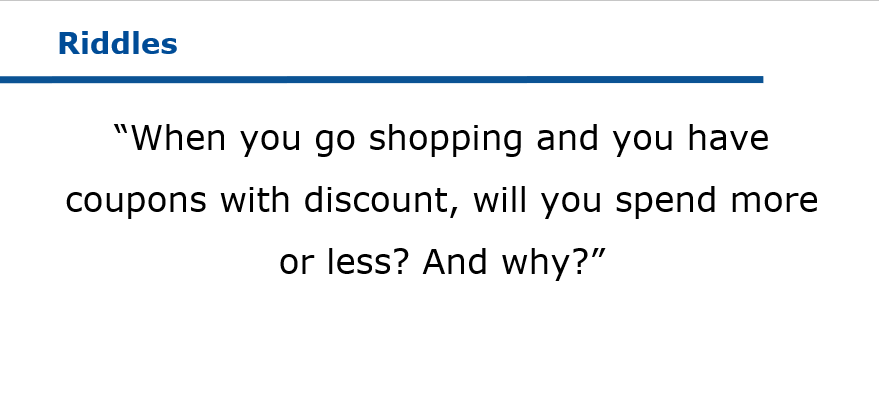 Riddles
“When you go shopping and you have
coupons with discount, will you spend more
or less? And why?”